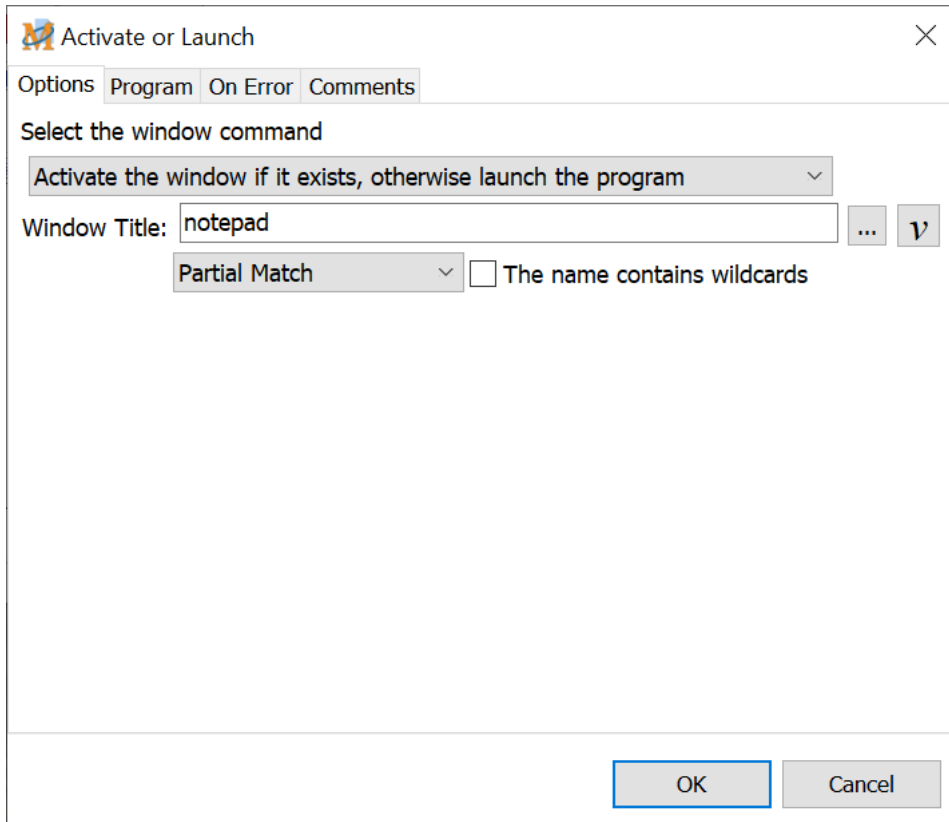 Activate or Launch
Options Program On Error Comments
Select the window command
Activate the window if it exists, otherwise launch the program
Window Title: notepad ... v
Partial Match The name contains wildcards
OK Cancel